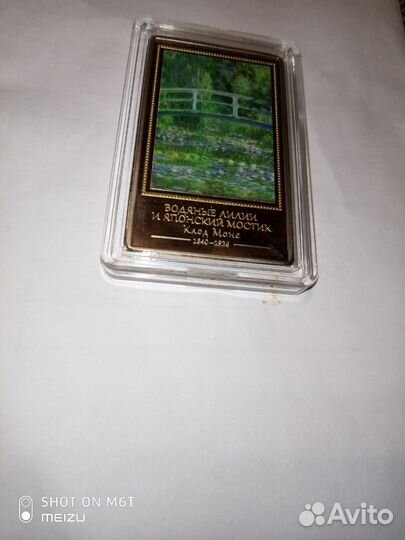 ВОДЯНЫЕ ЛИЛИИ
И ЯПОНСКИЙ МОСТИК
Клод Моне
1840-1926
SHOT ON M6T
MEIZU
Avito